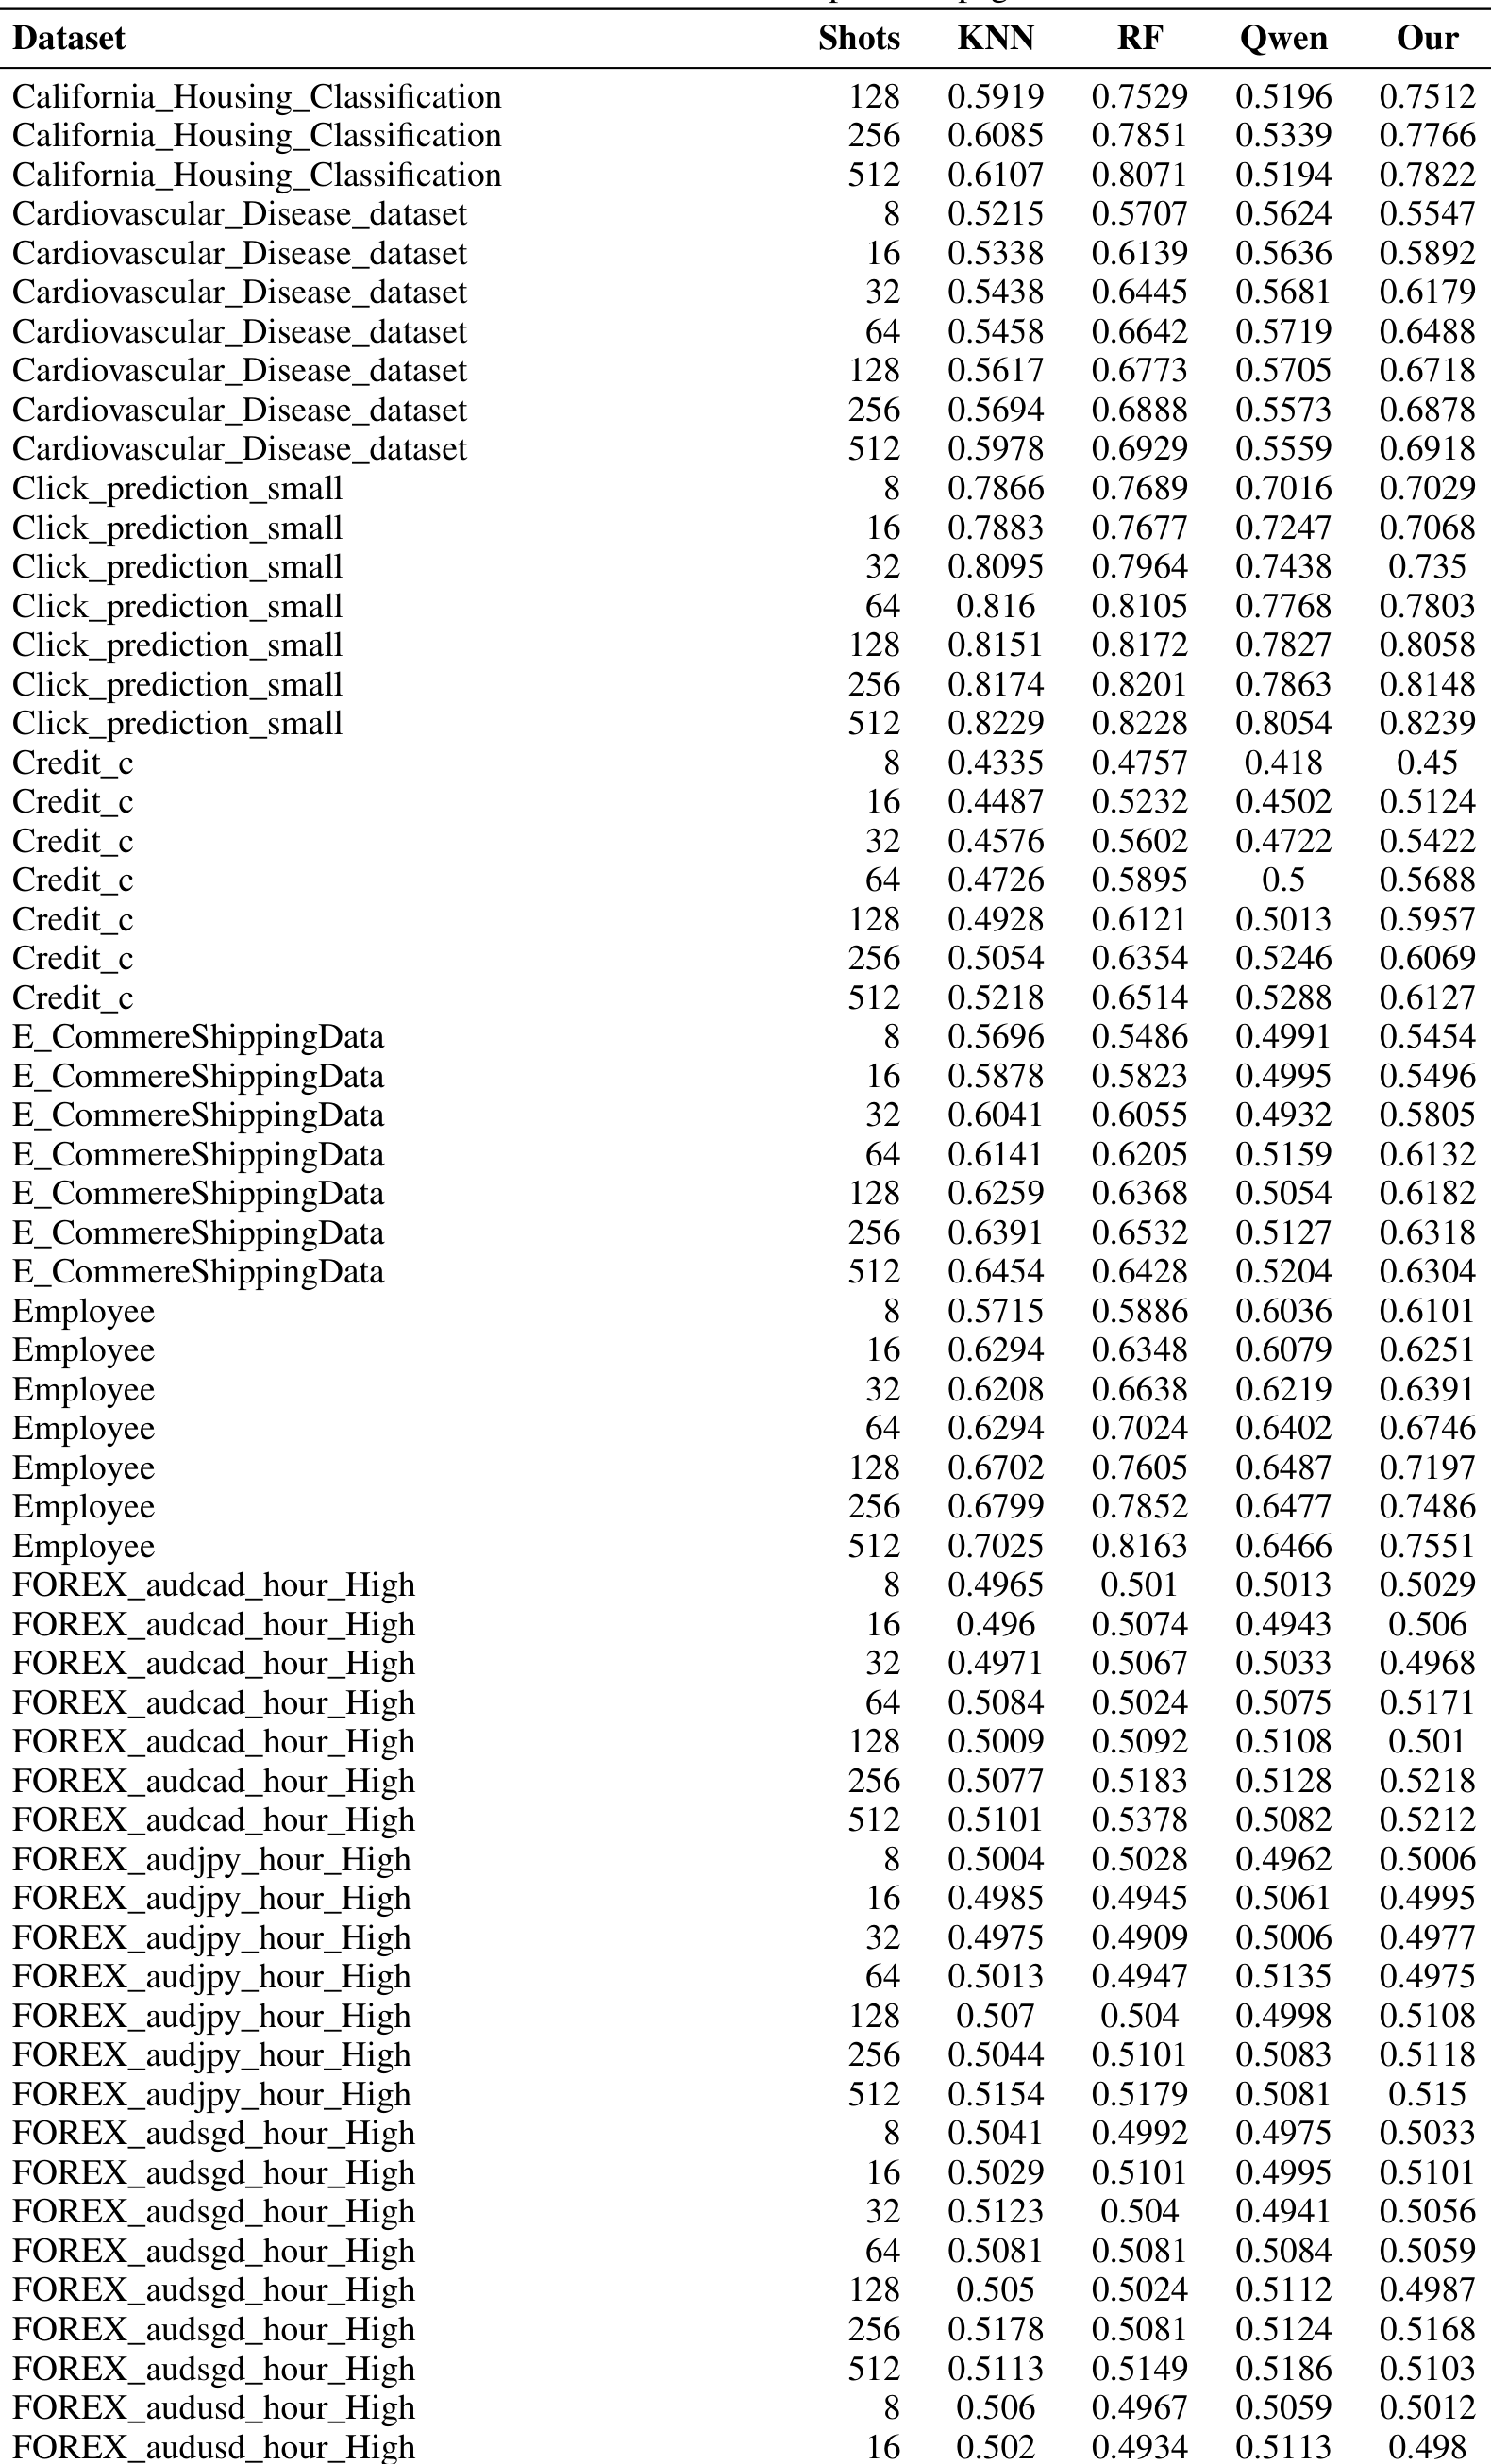 Dataset Shots KNN RF Qwen Our
California_Housing_Classification 128 0.5919 0.7529 0.5196 0.7512
California_Housing_Classification 256 0.6085 0.7851 0.5339 0.7766
California_Housing_Classification 512 0.6107 0.8071 0.5194 0.7822
Cardiovascular_Disease_dataset 8 0.5215 0.5707 0.5624 0.5547
Cardiovascular_Disease_dataset 16 0.5338 0.6139 0.5636 0.5892
Cardiovascular_Disease_dataset 32 0.5438 0.6445 0.5681 0.6179
Cardiovascular_Disease_dataset 64 0.5458 0.6642 0.5719 0.6488
Cardiovascular_Disease_dataset 128 0.5617 0.6773 0.5705 0.6718
Cardiovascular_Disease_dataset 256 0.5694 0.6888 0.5573 0.6878
Cardiovascular_Disease_dataset 512 0.5978 0.6929 0.5559 0.6918
Click_prediction_small 8 0.7866 0.7689 0.7016 0.7029
Click_prediction_small 16 0.7883 0.7677 0.7247 0.7068
Click_prediction_small 32 0.8095 0.7964 0.7438 0.735
Click_prediction_small 64 0.816 0.8105 0.7768 0.7803
Click_prediction_small 128 0.8151 0.8172 0.7827 0.8058
Click_prediction_small 256 0.8174 0.8201 0.7863 0.8148
Click_prediction_small 512 0.8229 0.8228 0.8054 0.8239
Credit_c 8 0.4335 0.4757 0.418 0.45
Credit_c 16 0.4487 0.5232 0.4502 0.5124
Credit_c 32 0.4576 0.5602 0.4722 0.5422
Credit_c 64 0.4726 0.5895 0.5 0.5688
Credit_c 128 0.4928 0.6121 0.5013 0.5957
Credit_c 256 0.5054 0.6354 0.5246 0.6069
Credit_c 512 0.5218 0.6514 0.5288 0.6127
E_CommereShippingData 8 0.5696 0.5486 0.4991 0.5454
E_CommereShippingData 16 0.5878 0.5823 0.4995 0.5496
E_CommereShippingData 32 0.6041 0.6055 0.4932 0.5805
E_CommereShippingData 64 0.6141 0.6205 0.5159 0.6132
E_CommereShippingData 128 0.6259 0.6368 0.5054 0.6182
E_CommereShippingData 256 0.6391 0.6532 0.5127 0.6318
E_CommereShippingData 512 0.6454 0.6428 0.5204 0.6304
Employee 8 0.5715 0.5886 0.6036 0.6101
Employee 16 0.6294 0.6348 0.6079 0.6251
Employee 32 0.6208 0.6638 0.6219 0.6391
Employee 64 0.6294 0.7024 0.6402 0.6746
Employee 128 0.6702 0.7605 0.6487 0.7197
Employee 256 0.6799 0.7852 0.6477 0.7486
Employee 512 0.7025 0.8163 0.6466 0.7551
FOREX_audcad_hour_High 8 0.4965 0.501 0.5013 0.5029
FOREX_audcad_hour_High 16 0.496 0.5074 0.4943 0.506
FOREX_audcad_hour_High 32 0.4971 0.5067 0.5033 0.4968
FOREX_audcad_hour_High 64 0.5084 0.5024 0.5075 0.5171
FOREX_audcad_hour_High 128 0.5009 0.5092 0.5108 0.501
FOREX_audcad_hour_High 256 0.5077 0.5183 0.5128 0.5218
FOREX_audcad_hour_High 512 0.5101 0.5378 0.5082 0.5212
FOREX_audjpy_hour_High 8 0.5004 0.5028 0.4962 0.5006
FOREX_audjpy_hour_High 16 0.4985 0.4945 0.5061 0.4995
FOREX_audjpy_hour_High 32 0.4975 0.4909 0.5006 0.4977
FOREX_audjpy_hour_High 64 0.5013 0.4947 0.5135 0.4975
FOREX_audjpy_hour_High 128 0.507 0.504 0.4998 0.5108
FOREX_audjpy_hour_High 256 0.5044 0.5101 0.5083 0.5118
FOREX_audjpy_hour_High 512 0.5154 0.5179 0.5081 0.515
FOREX_audsgd_hour_High 8 0.5041 0.4992 0.4975 0.5033
FOREX_audsgd_hour_High 16 0.5029 0.5101 0.4995 0.5101
FOREX_audsgd_hour_High 32 0.5123 0.504 0.4941 0.5056
FOREX_audsgd_hour_High 64 0.5081 0.5081 0.5084 0.5059
FOREX_audsgd_hour_High 128 0.505 0.5024 0.5112 0.4987
FOREX_audsgd_hour_High 256 0.5178 0.5081 0.5124 0.5168
FOREX_audsgd_hour_High 512 0.5113 0.5149 0.5186 0.5103
FOREX_audusd_hour_High 8 0.506 0.4967 0.5059 0.5012
FOREX_audusd_hour_High 16 0.502 0.4934 0.5113 0.498